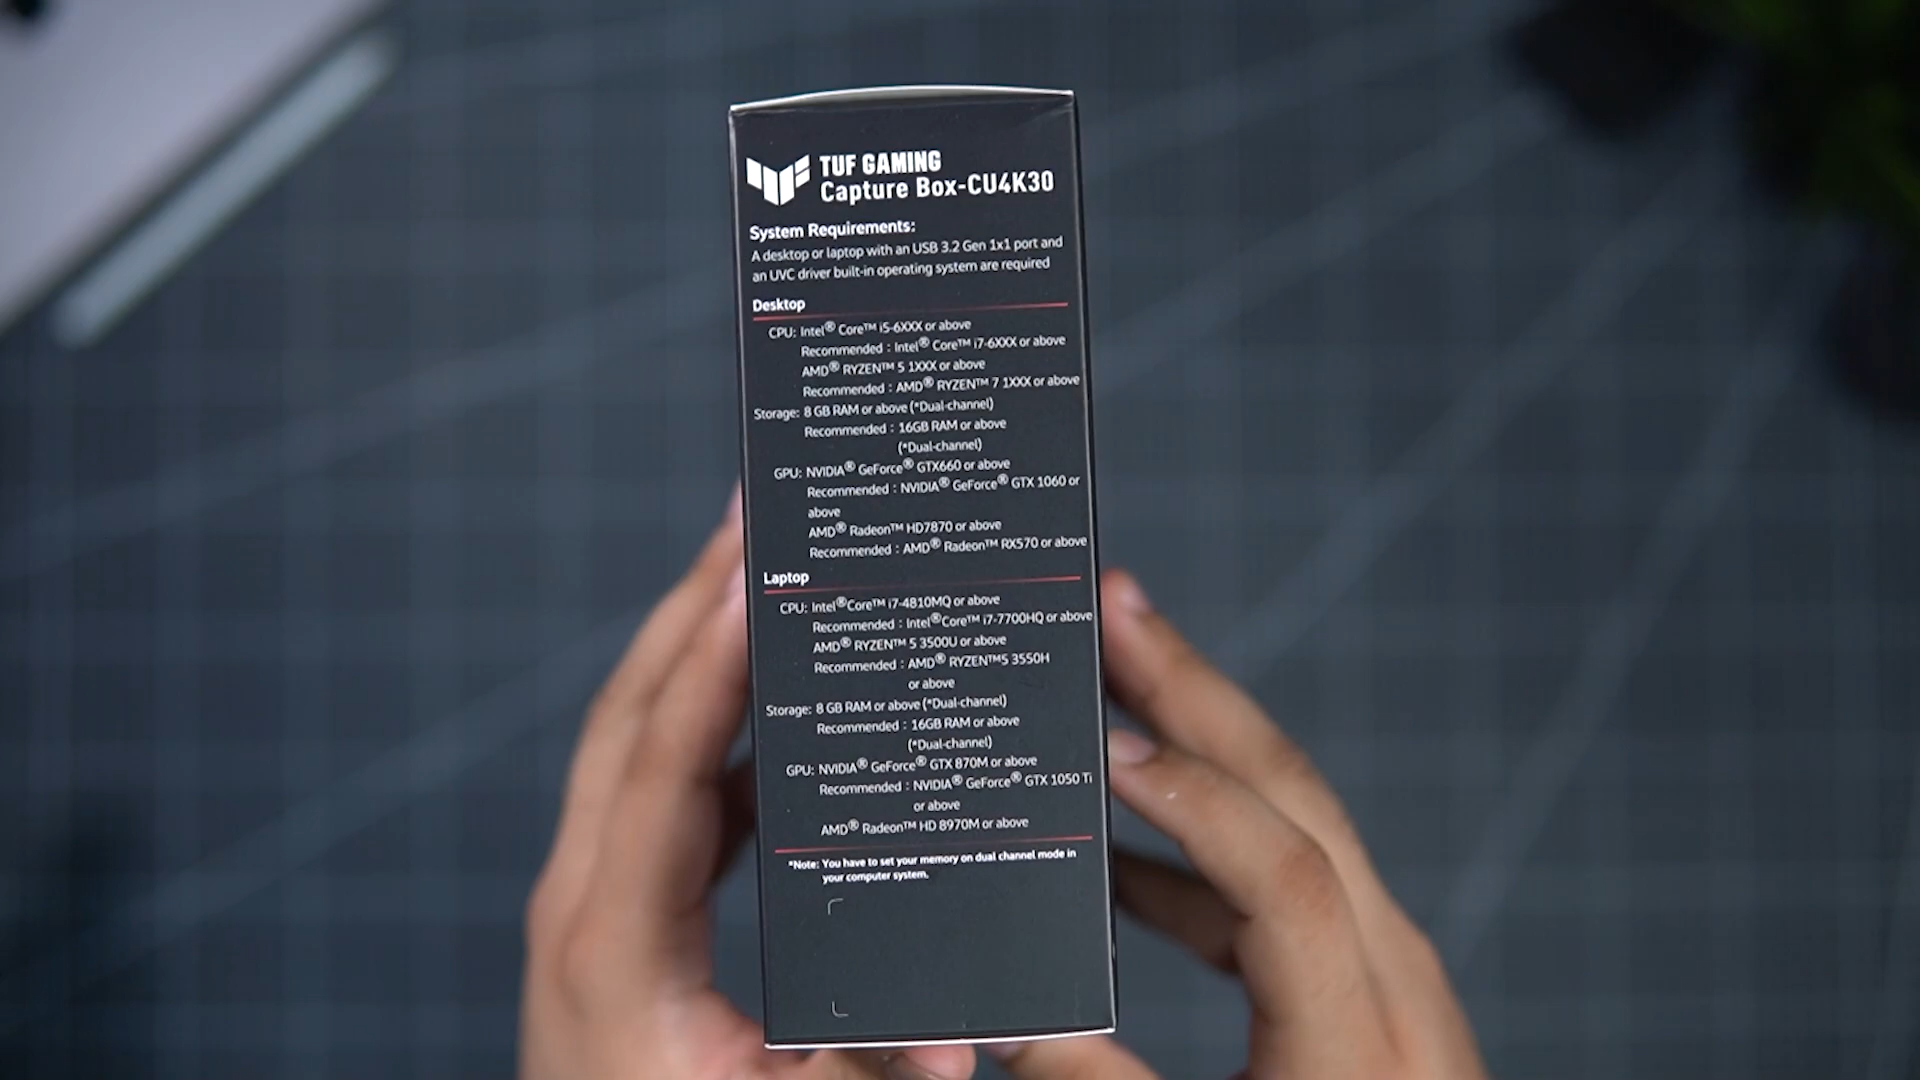 TUF GAMING
Capture Box-CU4K30
System Requirements:
A desktop or laptop with an USB 3.2 Gen 1x1 port and
an UVC driver built-in operating system are required
Desktop
CPU: Intel® Core™ i5-6XXX or above
Recommended : Intel® Core™ i7-6XXX or above
AMD® RYZEN™ 5 1XXX or above
Recommended : AMD® RYZEN™ 7 1XXX or above
Storage: 8 GB RAM or above (*Dual-channel)
Recommended : 16GB RAM or above
(*Dual-channel)
GPU: NVIDIA® GeForce® GTX660 or above
Recommended : NVIDIA® GeForce® GTX 1060 or
above
AMD® Radeon™ HD7870 or above
Recommended : AMD® Radeon™ RX570 or above
Laptop
CPU: Intel®Core™ i7-4810MQ or above
Recommended : Intel®Core™ i7-7700HQ or above
AMD® RYZEN™ 5 3500U or above
Recommended : AMD® RYZEN™5 3550H
or above
Storage: 8 GB RAM or above (*Dual-channel)
Recommended : 16GB RAM or above
(*Dual-channel)
GPU: NVIDIA® GeForce® GTX 870M or above
Recommended : NVIDIA® GeForce® GTX 1050 Ti
or above
AMD® Radeon™ HD 8970M or above
*Note: You have to set your memory on dual channel mode in
your computer system.